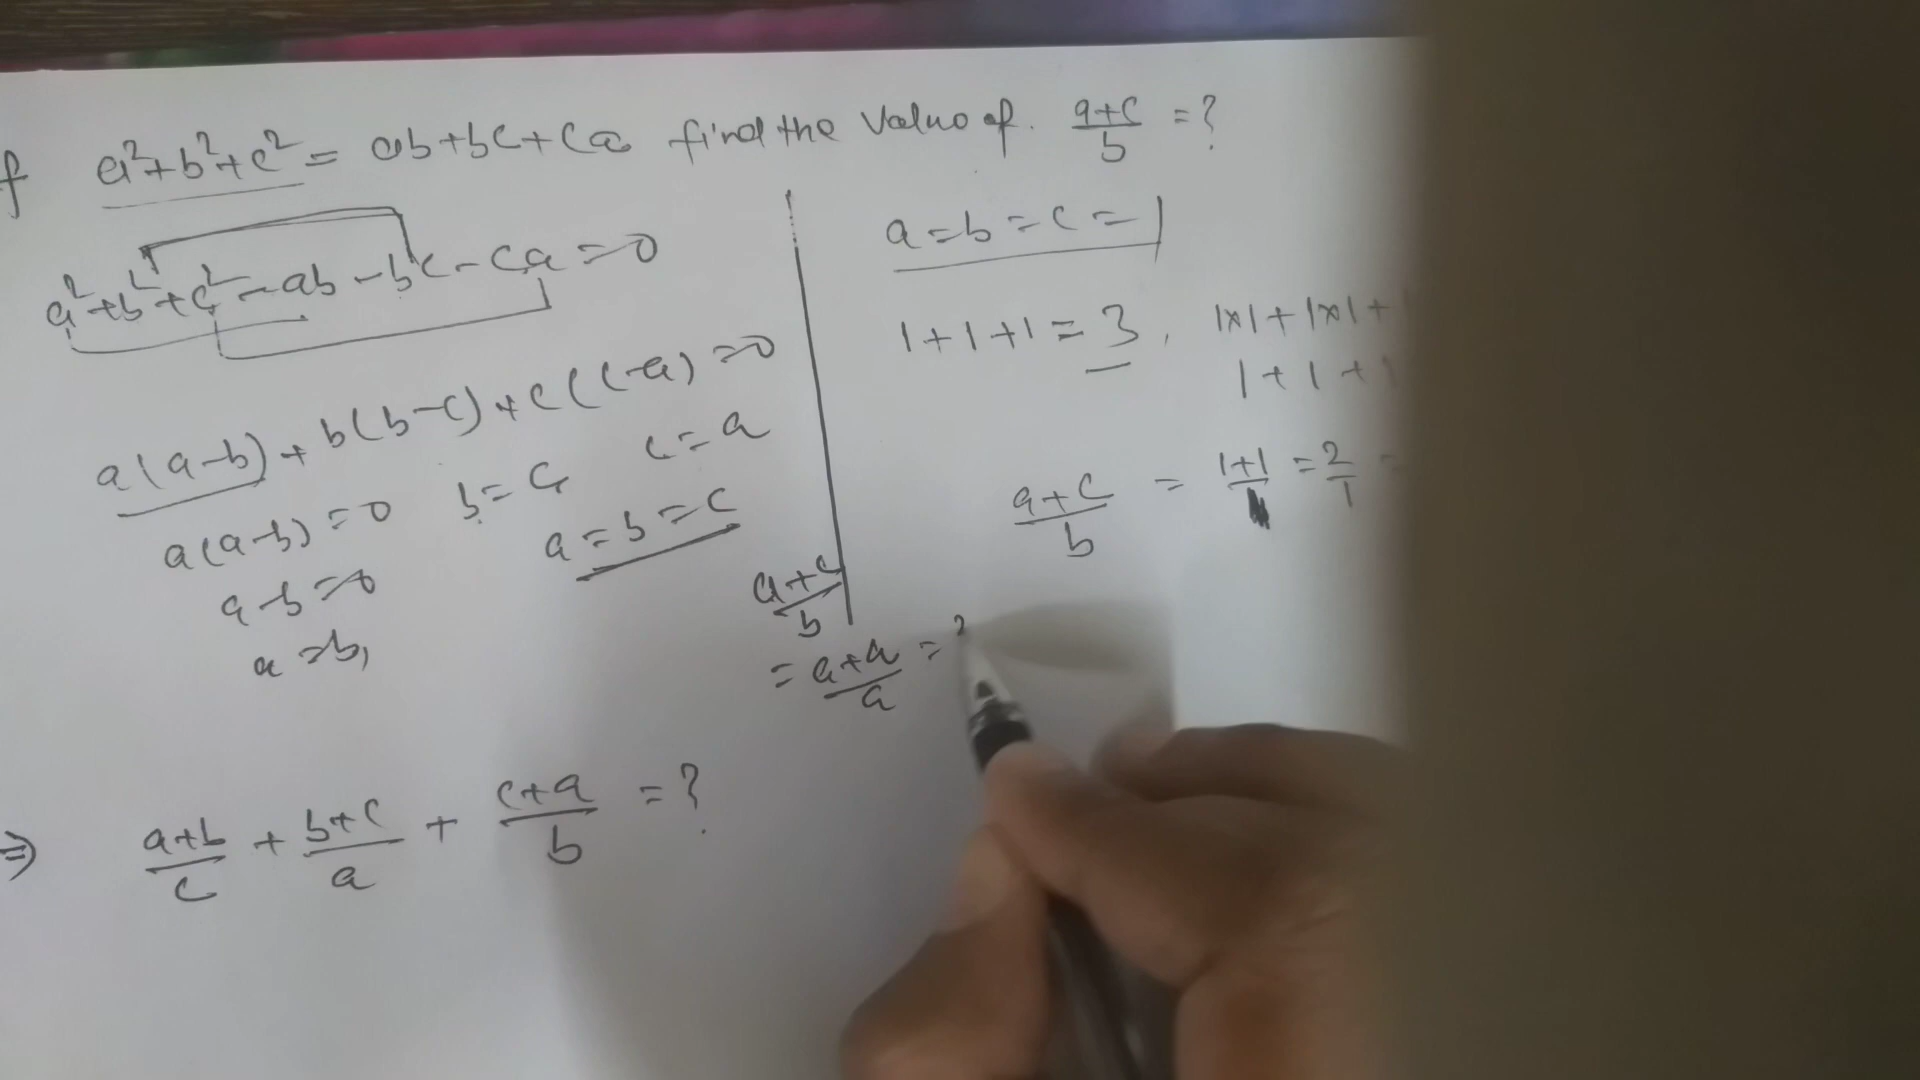 f a²+b²+c² = ab+bc+ca find the value of. a+c/b = ?
a²+b²+c²-ab-bc-ca=0
a(a-b)+b(b-c)+c(c-a)=0
a(a-b)=0 b=c, c=a
a-b=0 a=b=c
a=b,
a+c/b
= a+a/a =
a=b=c=1
1+1+1=3, 1×1+1×1+
1+1+1
a+c/b = 1+1/1 = 2/1 =
⇒ a+b/c + b+c/a + c+a/b = ?